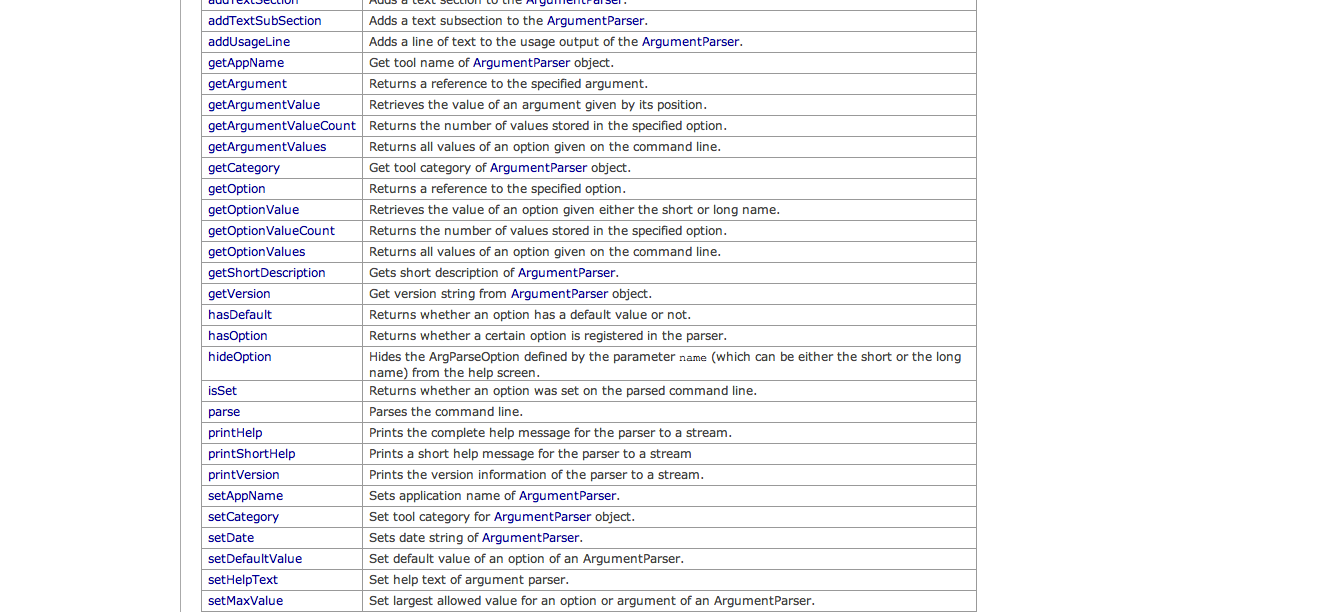 addTextSection Adds a text section to the ArgumentParser.
addTextSubSection Adds a text subsection to the ArgumentParser.
addUsageLine Adds a line of text to the usage output of the ArgumentParser.
getAppName Get tool name of ArgumentParser object.
getArgument Returns a reference to the specified argument.
getArgumentValue Retrieves the value of an argument given by its position.
getArgumentValueCount Returns the number of values stored in the specified option.
getArgumentValues Returns all values of an option given on the command line.
getCategory Get tool category of ArgumentParser object.
getOption Returns a reference to the specified option.
getOptionValue Retrieves the value of an option given either the short or long name.
getOptionValueCount Returns the number of values stored in the specified option.
getOptionValues Returns all values of an option given on the command line.
getShortDescription Gets short description of ArgumentParser.
getVersion Get version string from ArgumentParser object.
hasDefault Returns whether an option has a default value or not.
hasOption Returns whether a certain option is registered in the parser.
hideOption Hides the ArgParseOption defined by the parameter name (which can be either the short or the long
name) from the help screen.
isSet Returns whether an option was set on the parsed command line.
parse Parses the command line.
printHelp Prints the complete help message for the parser to a stream.
printShortHelp Prints a short help message for the parser to a stream
printVersion Prints the version information of the parser to a stream.
setAppName Sets application name of ArgumentParser.
setCategory Set tool category for ArgumentParser object.
setDate Sets date string of ArgumentParser.
setDefaultValue Set default value of an option of an ArgumentParser.
setHelpText Set help text of argument parser.
setMaxValue Set largest allowed value for an option or argument of an ArgumentParser.